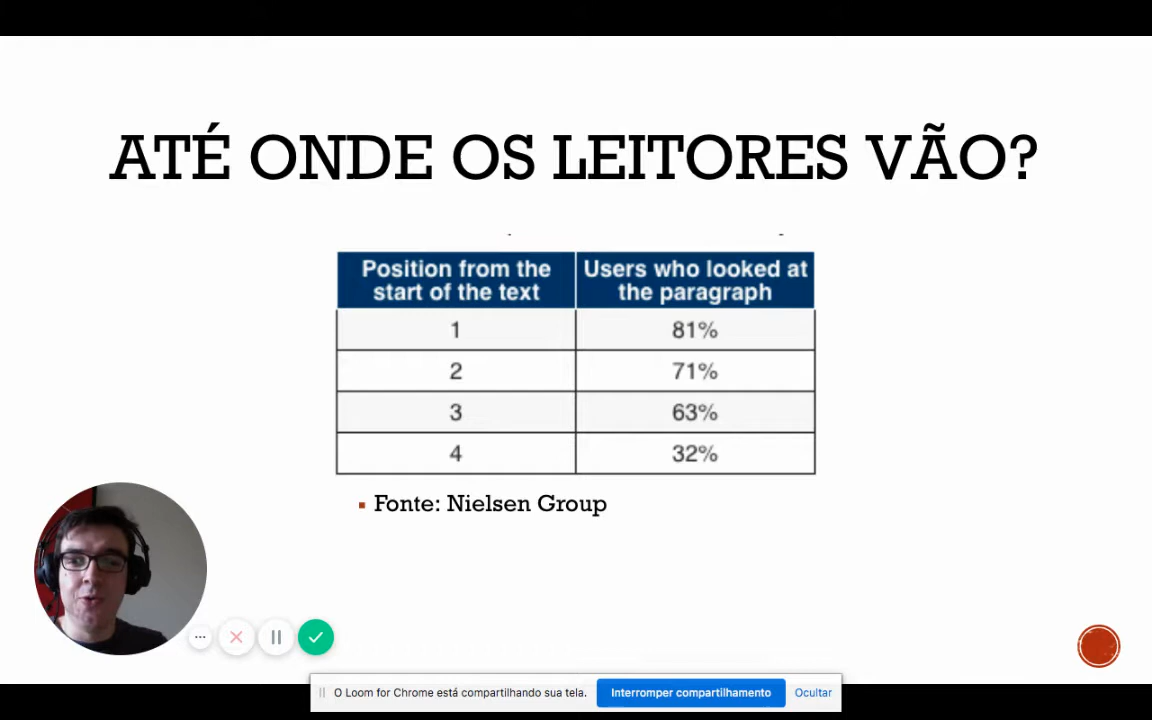 ATÉ ONDE OS LEITORES VÃO?
Position from the start of the text
Users who looked at the paragraph
1 81%
2 71%
3 63%
4 32%
Fonte: Nielsen Group
O Loom for Chrome está compartilhando sua tela. Interromper compartilhamento Ocultar